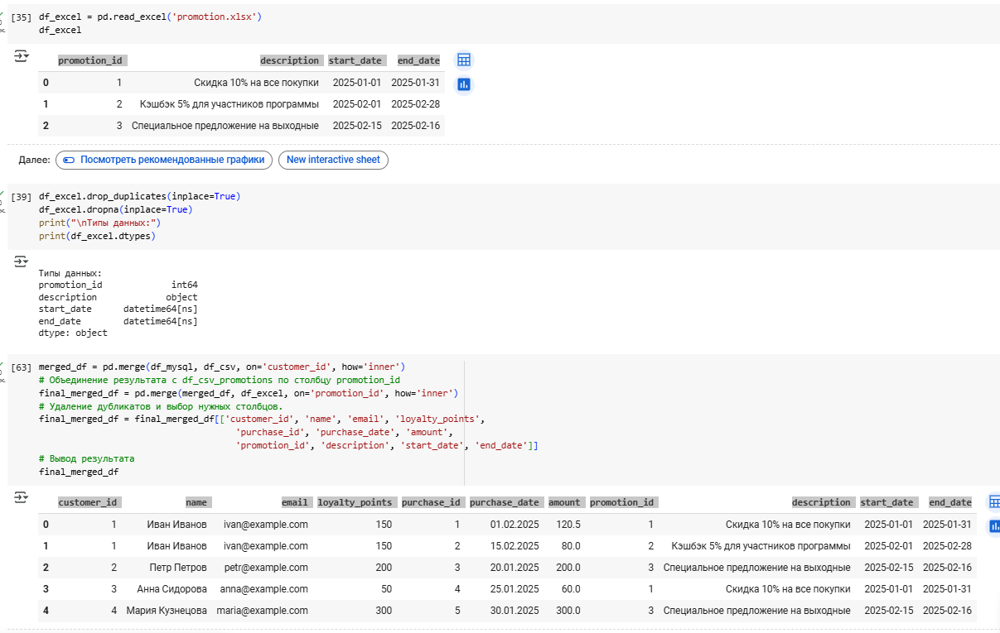 [35] df_excel = pd.read_excel('promotion.xlsx')
df_excel
promotion_id description start_date end_date
0 1 Скидка 10% на все покупки 2025-01-01 2025-01-31
1 2 Кэшбэк 5% для участников программы 2025-02-01 2025-02-28
2 3 Специальное предложение на выходные 2025-02-15 2025-02-16
Далее: Посмотреть рекомендованные графики New interactive sheet
[39] df_excel.drop_duplicates(inplace=True)
df_excel.dropna(inplace=True)
print("\nТипы данных:")
print(df_excel.dtypes)
Типы данных:
promotion_id int64
description object
start_date datetime64[ns]
end_date datetime64[ns]
dtype: object
[63] merged_df = pd.merge(df_mysql, df_csv, on='customer_id', how='inner')
# Объединение результата с df_csv_promotions по столбцу promotion_id
final_merged_df = pd.merge(merged_df, df_excel, on='promotion_id', how='inner')
# Удаление дубликатов и выбор нужных столбцов.
final_merged_df = final_merged_df[['customer_id', 'name', 'email', 'loyalty_points',
'purchase_id', 'purchase_date', 'amount',
'promotion_id', 'description', 'start_date', 'end_date']]
# Вывод результата
final_merged_df
customer_id name email loyalty_points purchase_id purchase_date amount promotion_id description start_date end_date
0 1 Иван Иванов ivan@example.com 150 1 01.02.2025 120.5 1 Скидка 10% на все покупки 2025-01-01 2025-01-31
1 1 Иван Иванов ivan@example.com 150 2 15.02.2025 80.0 2 Кэшбэк 5% для участников программы 2025-02-01 2025-02-28
2 2 Петр Петров petr@example.com 200 3 20.01.2025 200.0 3 Специальное предложение на выходные 2025-02-15 2025-02-16
3 3 Анна Сидорова anna@example.com 50 4 25.01.2025 60.0 1 Скидка 10% на все покупки 2025-01-01 2025-01-31
4 4 Мария Кузнецова maria@example.com 300 5 30.01.2025 300.0 3 Специальное предложение на выходные 2025-02-15 2025-02-16